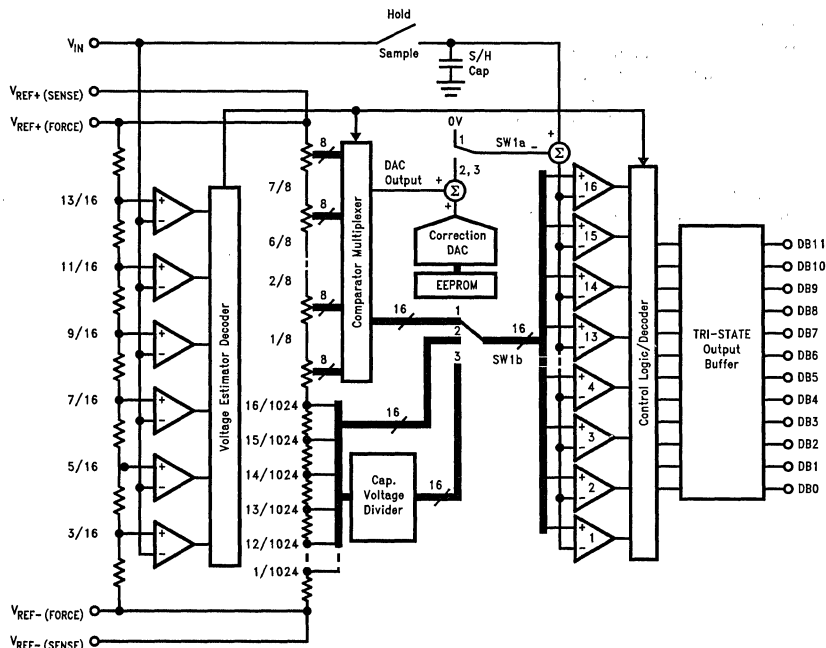 Hold
V_IN
Sample
S/H
Cap
V_REF+ (SENSE)
V_REF+ (FORCE)
0V
1
SW1a
2, 3
-
+
Σ
8
7/8
8
6/8
2/8
8
1/8
8
Comparator Multiplexer
DAC
Output
+
Σ
+
Correction
DAC
EEPROM
13/16
11/16
9/16
7/16
5/16
3/16
+
-
+
-
+
-
+
-
+
-
+
-
Voltage Estimator Decoder
16
1
2
3
16
SW1b
16/1024
15/1024
14/1024
13/1024
12/1024
1/1024
16
Cap.
Voltage
Divider
16
+
-
16
+
-
15
+
-
14
+
-
13
+
-
4
+
-
3
+
-
2
+
-
1
Control Logic/Decoder
TRI-STATE
Output
Buffer
DB11
DB10
DB9
DB8
DB7
DB6
DB5
DB4
DB3
DB2
DB1
DB0
V_REF- (FORCE)
V_REF- (SENSE)